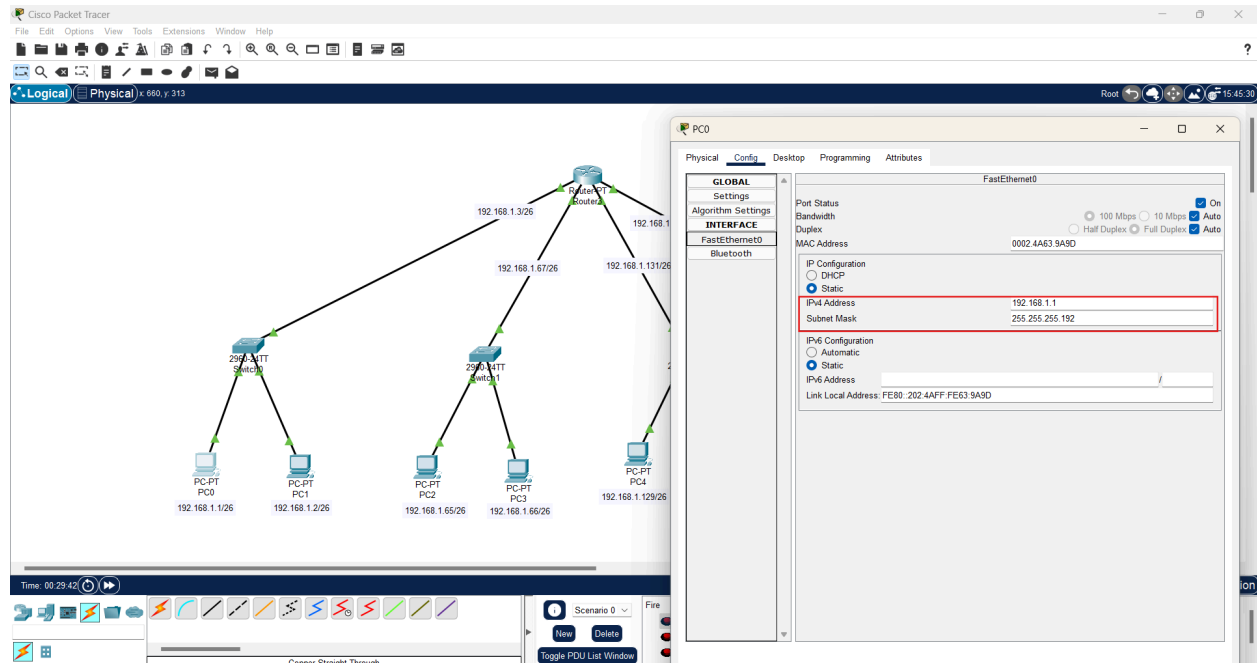 Cisco Packet Tracer
File Edit Options View Tools Extensions Window Help
?
Logical Physical x: 660, y: 313
Root 15:45:30
PC0
Physical Config Desktop Programming Attributes
GLOBAL
Settings
Algorithm Settings
INTERFACE
FastEthernet0
Bluetooth
FastEthernet0
Port Status On
Bandwidth 100 Mbps 10 Mbps Auto
Duplex Half Duplex Full Duplex Auto
MAC Address 0002.4A63.9A9D
IP Configuration
DHCP
Static
IPv4 Address 192.168.1.1
Subnet Mask 255.255.255.192
IPv6 Configuration
Automatic
Static
IPv6 Address /
Link Local Address: FE80::202:4AFF:FE63:9A9D
Router-PT
192.168.1.3/26
192.168.1
192.168.1.67/26
192.168.1.131/26
2960-24TT
Switch0
2960-24TT
Switch1
PC-PT
PC0
192.168.1.1/26
PC-PT
PC1
192.168.1.2/26
PC-PT
PC2
192.168.1.65/26
PC-PT
PC3
192.168.1.66/26
PC-PT
PC4
192.168.1.129/26
Time: 00:29:42
Scenario 0
Fire
New Delete
Toggle PDU List Window
Copper Straight-Through